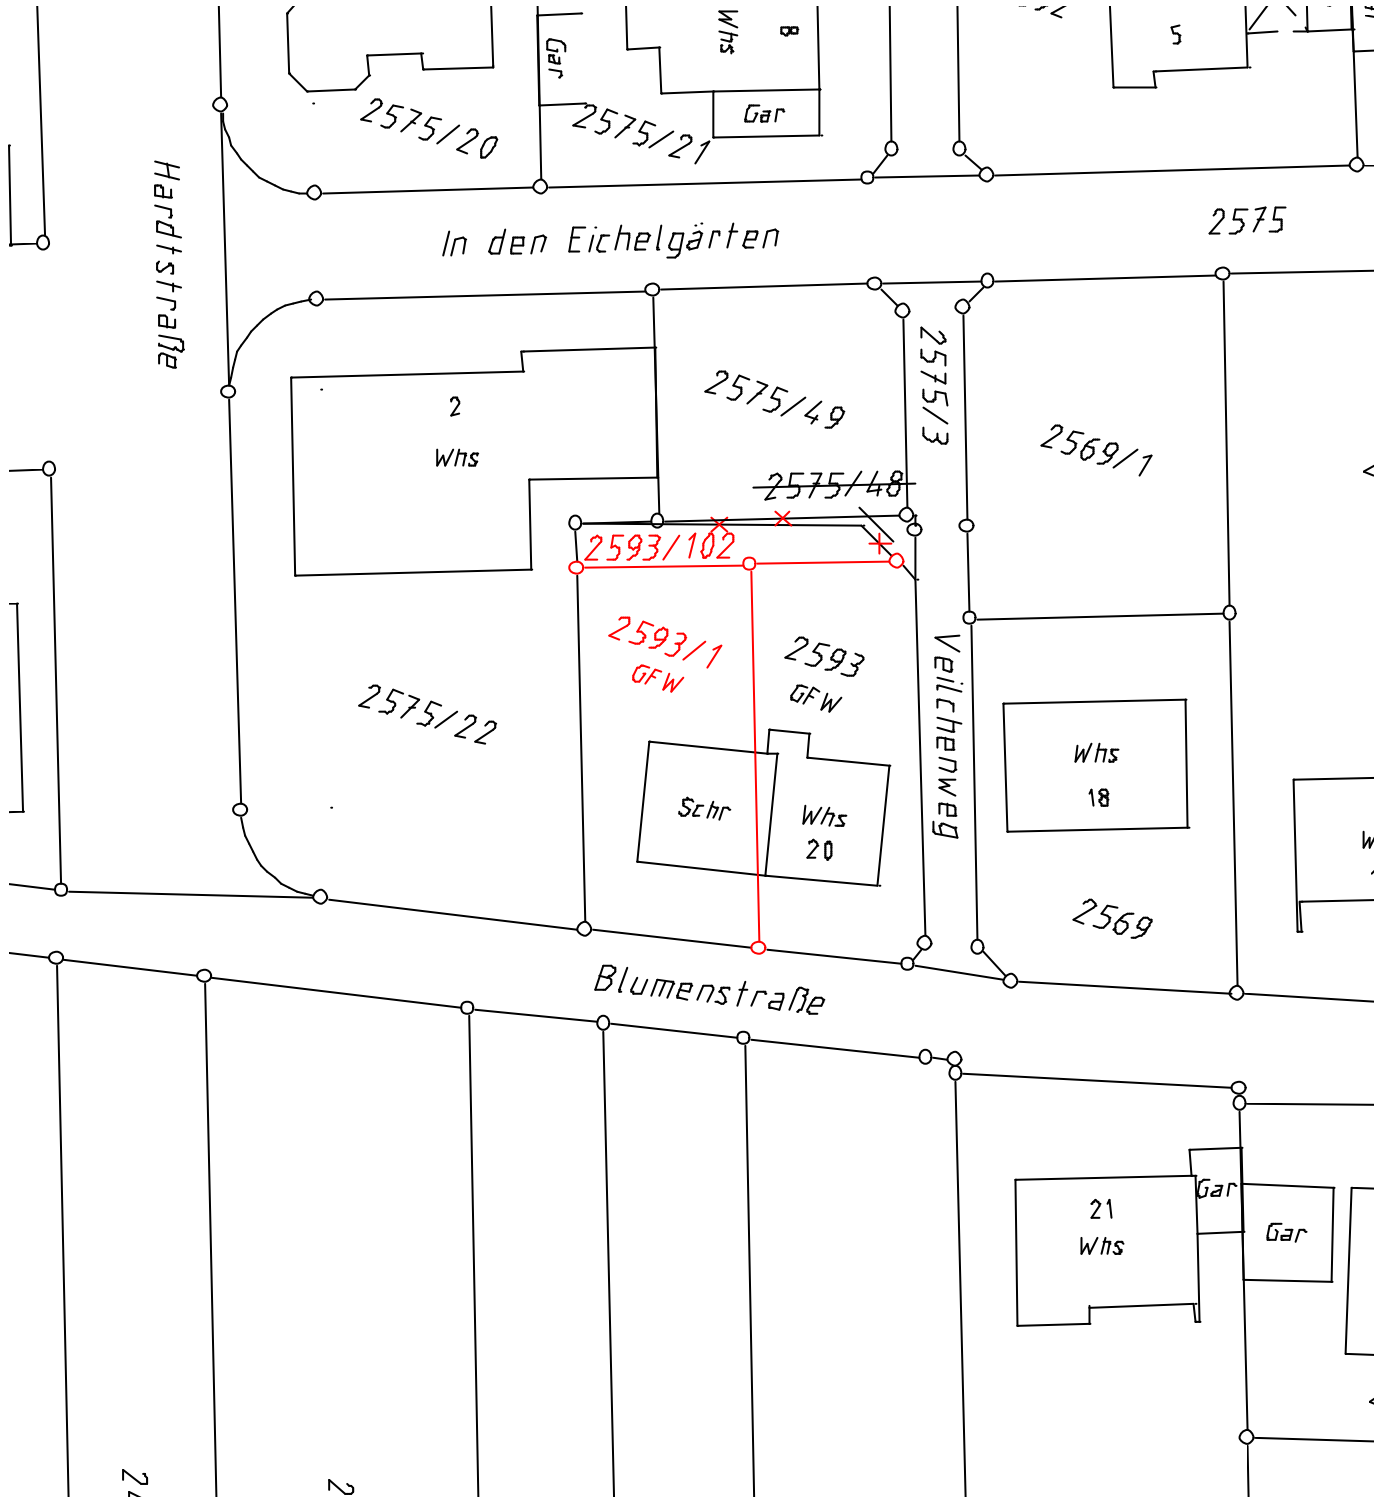 Whs
8
5
Gar
Gar
2575/20
2575/21
Hardtstraße
In den Eichelgärten
2575
2575/3
2
Whs
2575/49
2569/1
2575/48
2593/102
2593/1
GFW
2593
GFW
2575/22
Veilchenweg
Whs
18
Schr
Whs
20
2569
Blumenstraße
Gar
21
Whs
Gar